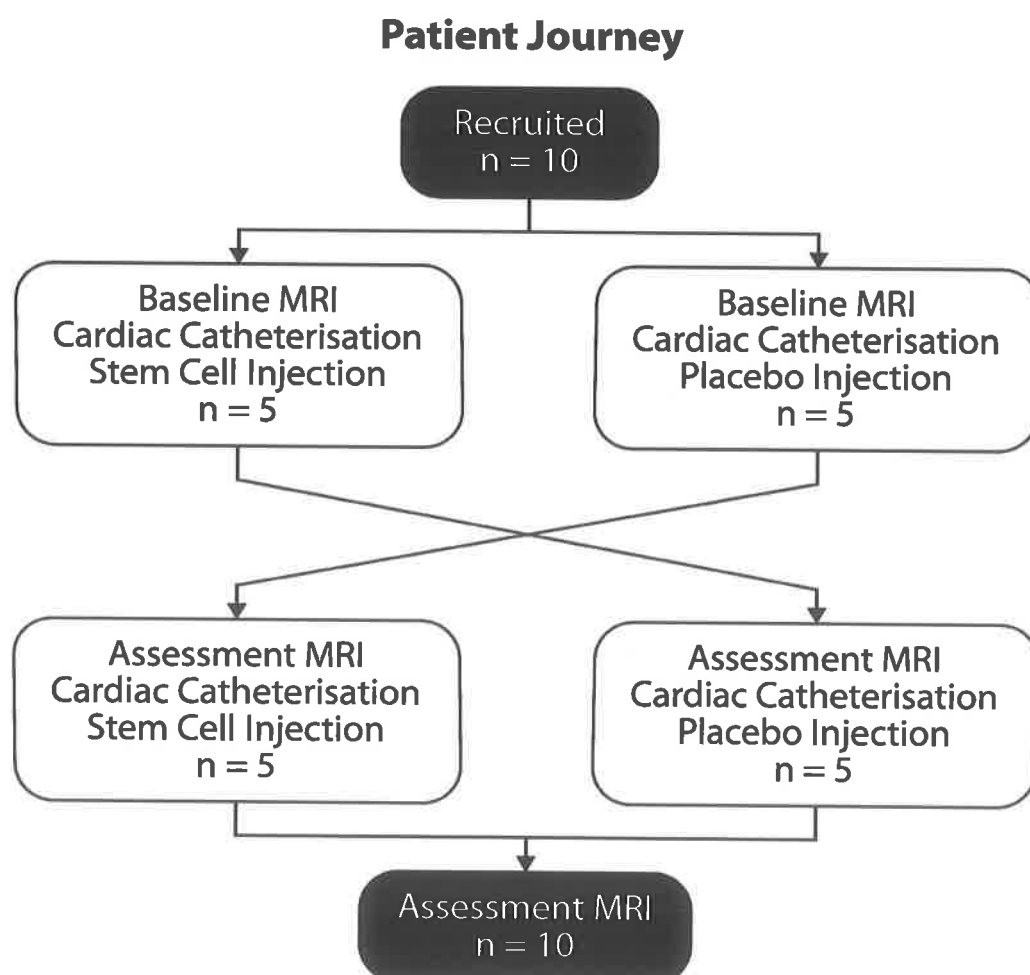 Patient Journey
Recruited
n = 10
Baseline MRI
Cardiac Catheterisation
Stem Cell Injection
n = 5
Baseline MRI
Cardiac Catheterisation
Placebo Injection
n = 5
Assessment MRI
Cardiac Catheterisation
Stem Cell Injection
n = 5
Assessment MRI
Cardiac Catheterisation
Placebo Injection
n = 5
Assessment MRI
n = 10